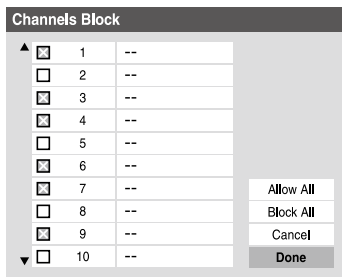 Channels Block
1 --
2 --
3 --
4 --
5 --
6 --
7 --
8 --
9 --
10 --
Allow All
Block All
Cancel
Done